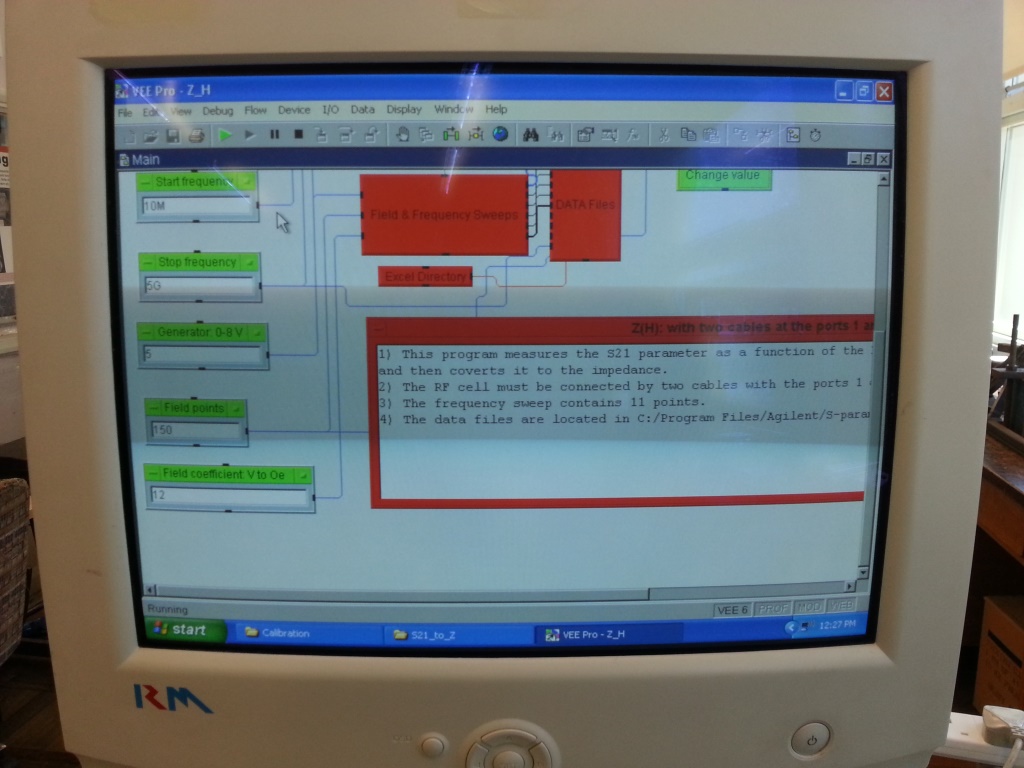 VEE Pro - Z_H
File Edit View Debug Flow Device I/O Data Display Window Help
Main
Start frequency
10M
Field & Frequency Sweeps
DATA Files
Change value
Stop frequency
5G
Excel Directory
Generator: 0-8 V
5
Z(H): with two cables at the ports 1
1) This program measures the S21 parameter as a function of the
and then coverts it to the impedance.
2) The RF cell must be connected by two cables with the ports 1
3) The frequency sweep contains 11 points.
4) The data files are located in C:/Program Files/Agilent/S-para
Field points
150
Field coefficient: V to Oe
12
Running
VEE 6 PROF MOD WEB
start Calibration S21_to_Z VEE Pro - Z_H 12:27 PM
RM